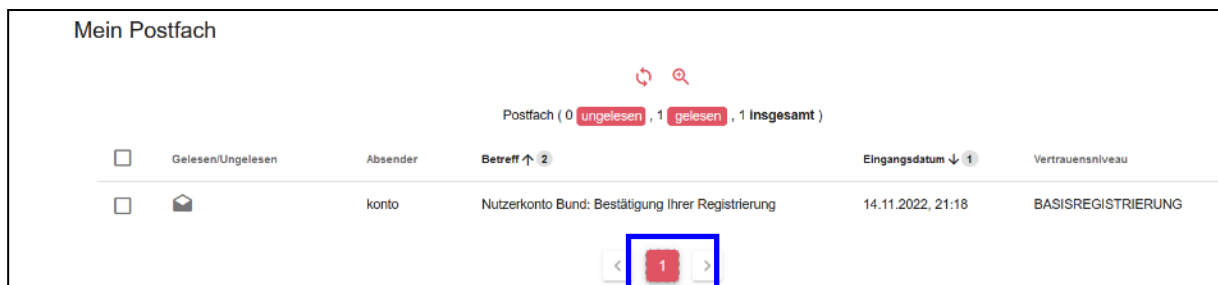 Mein Postfach
Postfach ( 0 ungelesen , 1 gelesen , 1 insgesamt )
Gelesen/Ungelesen Absender Betreff ↑ 2 Eingangsdatum ↓ 1 Vertrauensniveau
konto Nutzerkonto Bund: Bestätigung Ihrer Registrierung 14.11.2022, 21:18 BASISREGISTRIERUNG
< 1 >